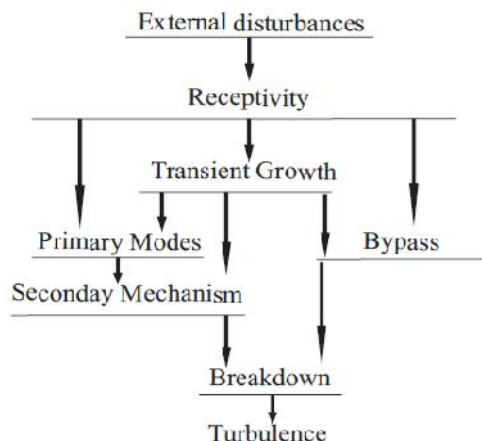 External disturbances
Receptivity
Transient Growth
Primary Modes
Bypass
Seconday Mechanism
Breakdown
Turbulence